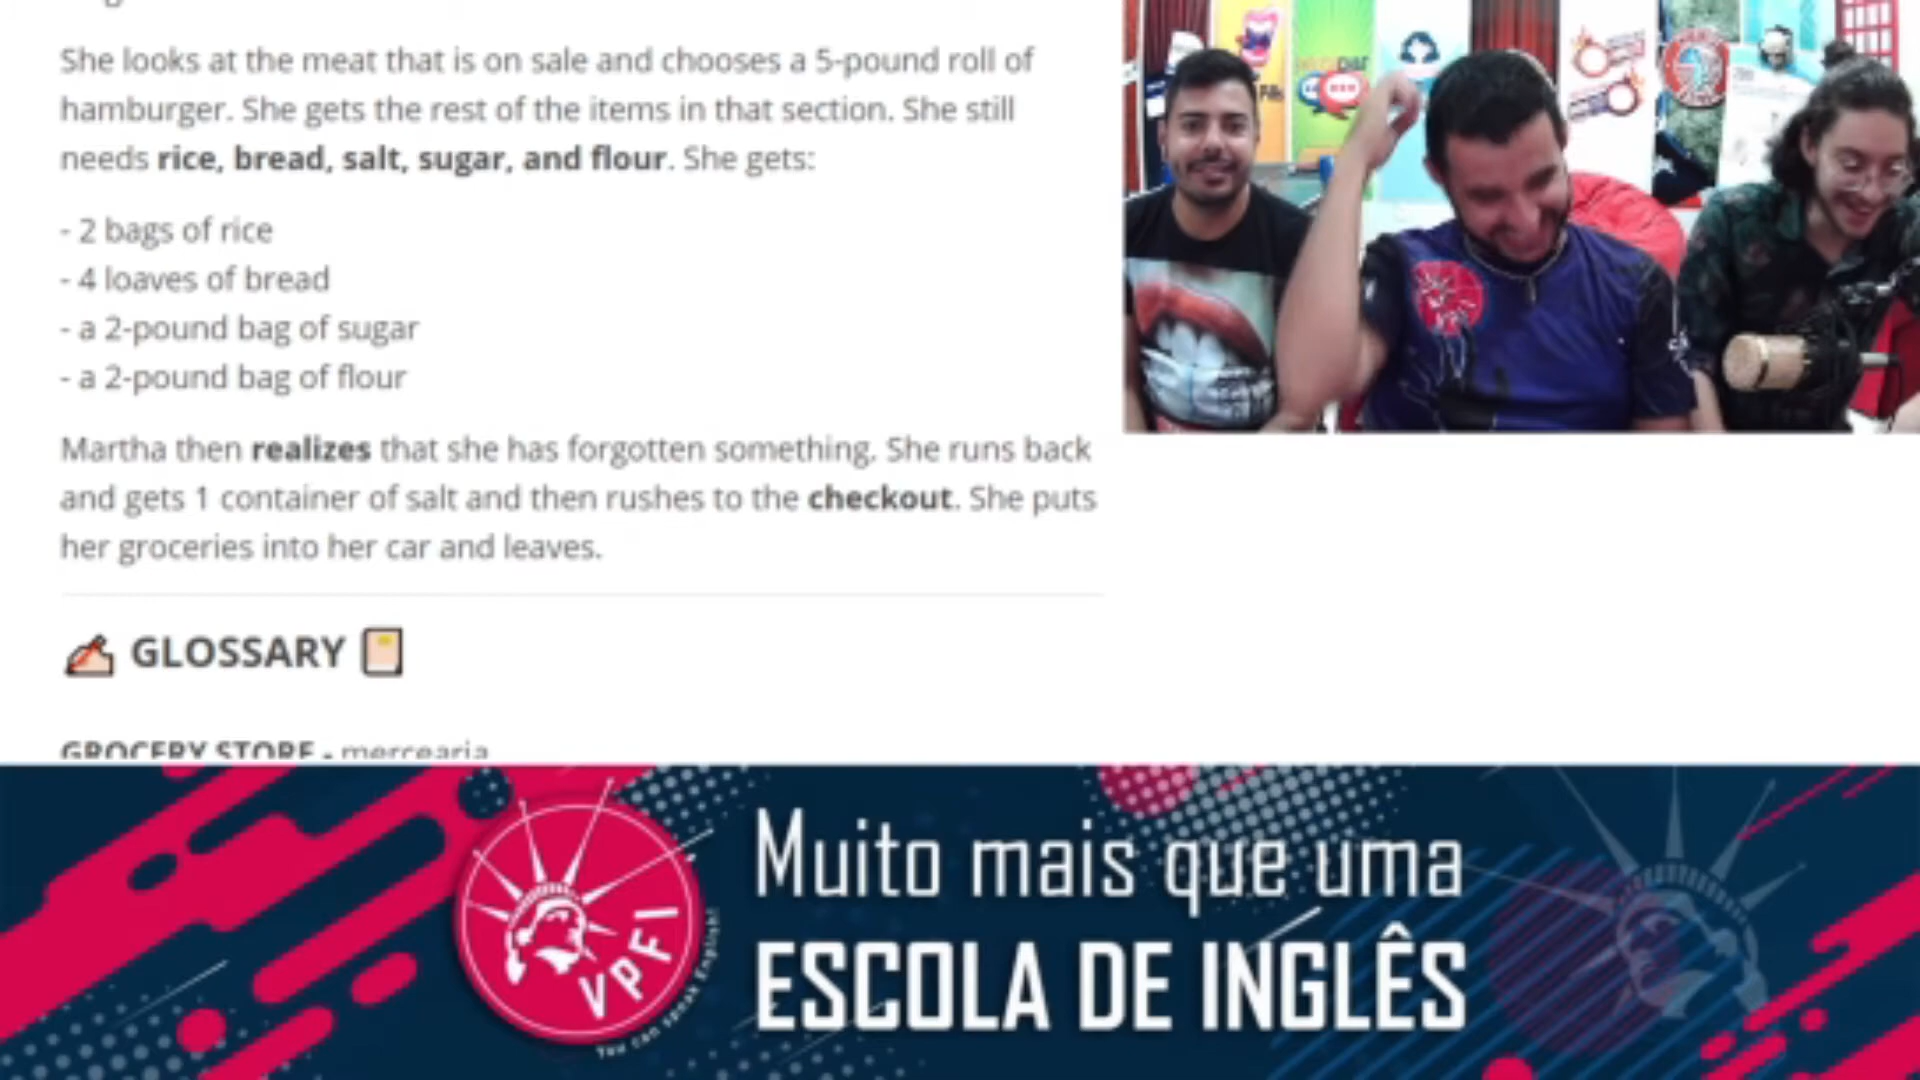 She looks at the meat that is on sale and chooses a 5-pound roll of
hamburger. She gets the rest of the items in that section. She still
needs rice, bread, salt, sugar, and flour. She gets:
- 2 bags of rice
- 4 loaves of bread
- a 2-pound bag of sugar
- a 2-pound bag of flour
Martha then realizes that she has forgotten something. She runs back
and gets 1 container of salt and then rushes to the checkout. She puts
her groceries into her car and leaves.
GLOSSARY
GROCERY STORE - mercearia
VPFI
You can speak English!
Muito mais que uma
ESCOLA DE INGLÊS